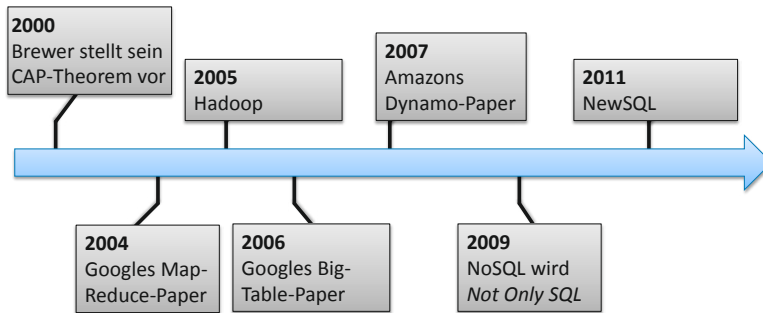 2000
Brewer stellt sein
CAP-Theorem vor
2004
Googles Map-
Reduce-Paper
2005
Hadoop
2006
Googles Big-
Table-Paper
2007
Amazons
Dynamo-Paper
2009
NoSQL wird
Not Only SQL
2011
NewSQL